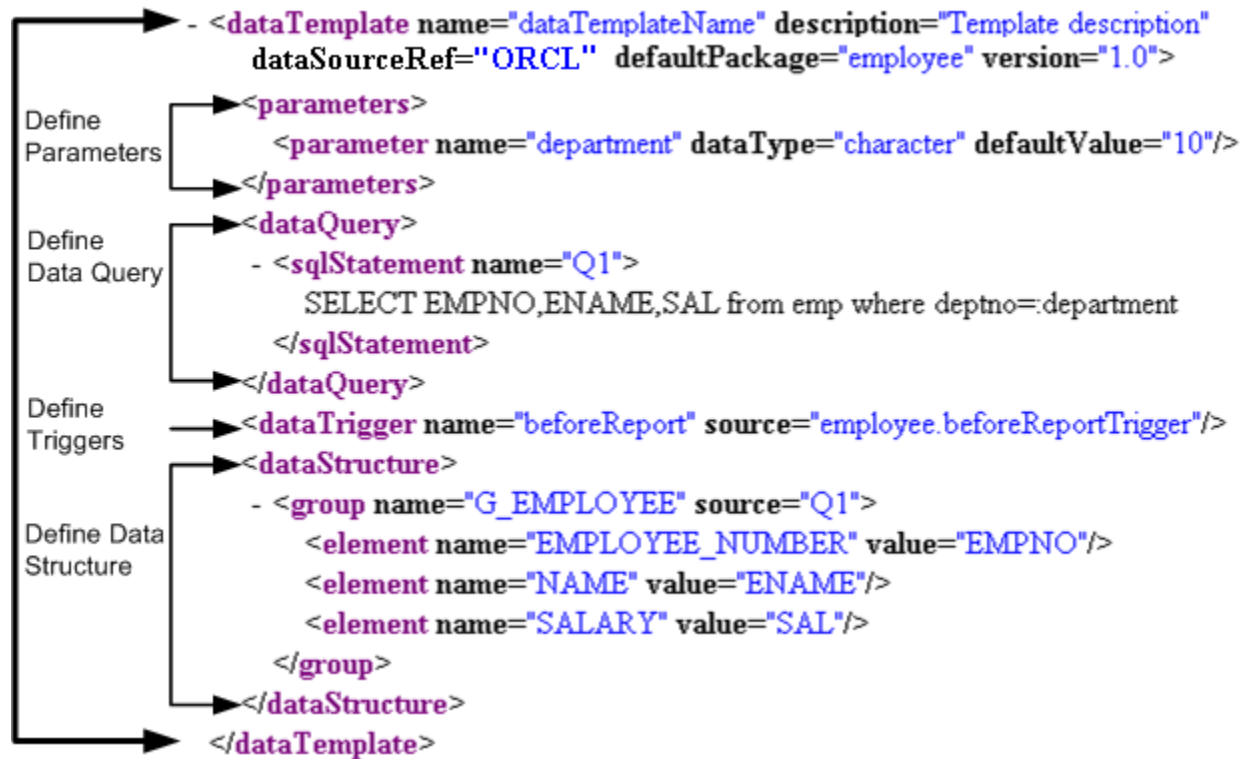 - <dataTemplate name="dataTemplateName" description="Template description"
dataSourceRef="ORCL" defaultPackage="employee" version="1.0">
Define
Parameters
<parameters>
<parameter name="department" dataType="character" defaultValue="10"/>
</parameters>
Define
Data Query
<dataQuery>
- <sqlStatement name="Q1">
SELECT EMPNO,ENAME,SAL from emp where deptno=:department
</sqlStatement>
</dataQuery>
Define
Triggers
<dataTrigger name="beforeReport" source="employee.beforeReportTrigger"/>
Define Data
Structure
<dataStructure>
- <group name="G_EMPLOYEE" source="Q1">
<element name="EMPLOYEE_NUMBER" value="EMPNO"/>
<element name="NAME" value="ENAME"/>
<element name="SALARY" value="SAL"/>
</group>
</dataStructure>
</dataTemplate>